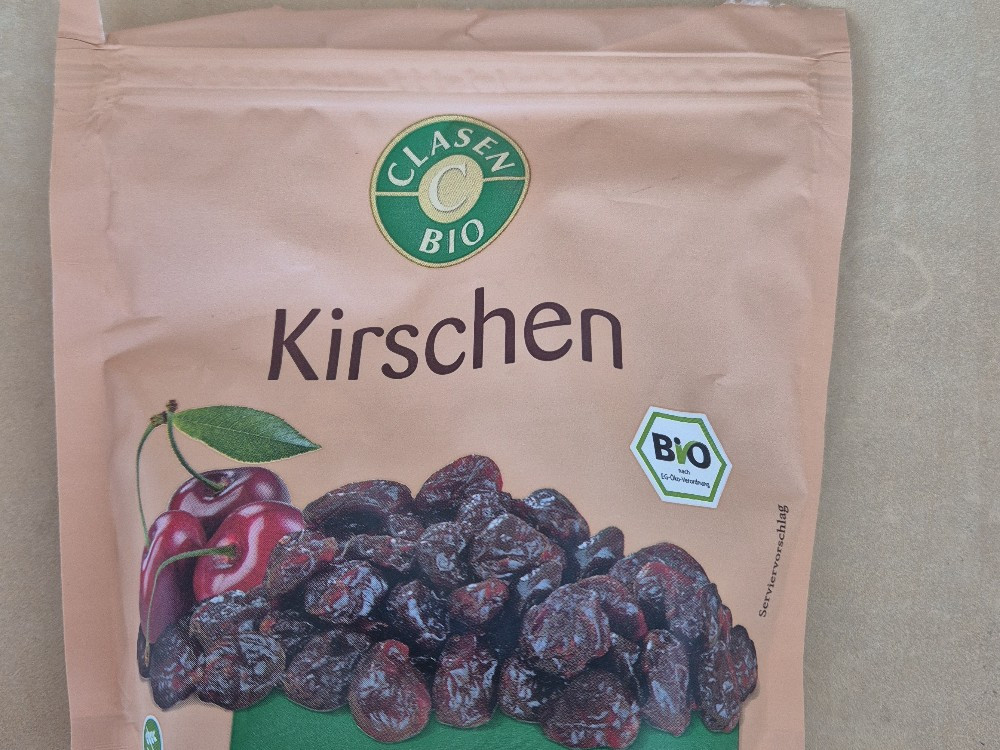 CLASEN
C
BIO
Kirschen
BiO
nach
EG-Öko-Verordnung
Serviervorschlag